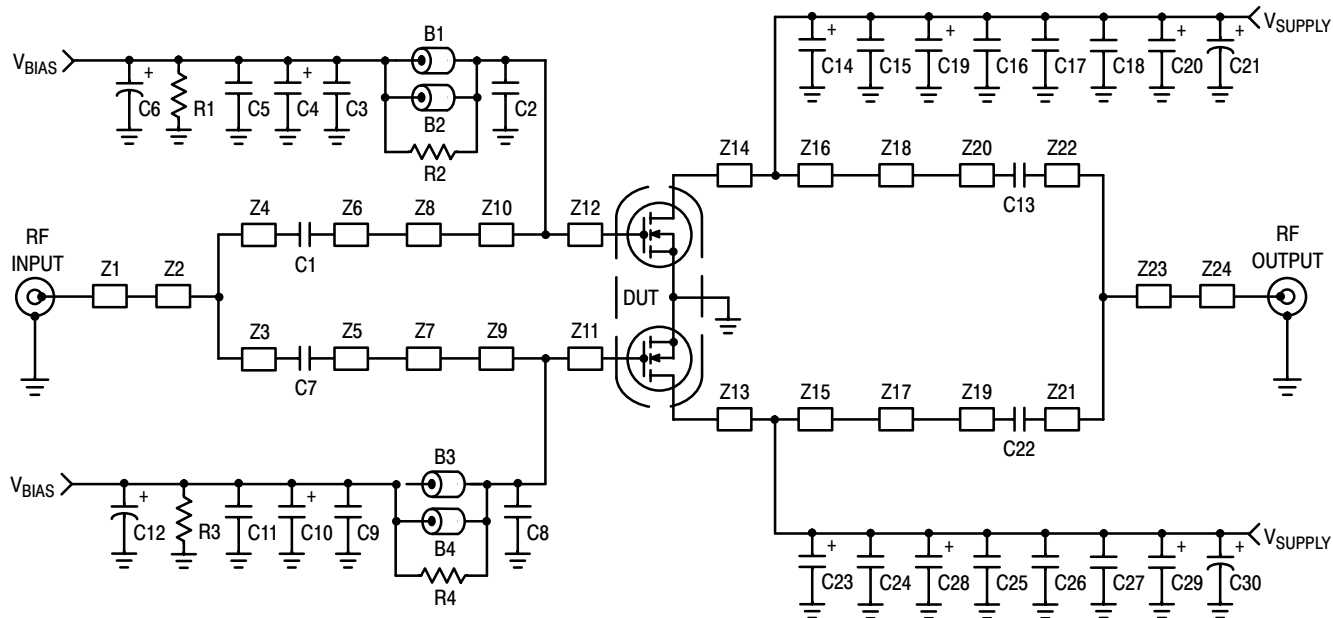 VBIAS
+
C6
R1
C5
+
C4
C3
B1
B2
R2
C2
+
C14
C15
+
C19
C16
C17
C18
+
C20
+
C21
VSUPPLY
RF
INPUT
Z1
Z2
Z4
C1
Z6
Z8
Z10
Z12
Z3
C7
Z5
Z7
Z9
Z11
DUT
Z14
Z16
Z18
Z20
C13
Z22
Z13
Z15
Z17
Z19
C22
Z21
Z23
Z24
RF
OUTPUT
VBIAS
+
C12
R3
C11
+
C10
C9
B3
B4
R4
C8
+
C23
C24
+
C28
C25
C26
C27
+
C29
+
C30
VSUPPLY